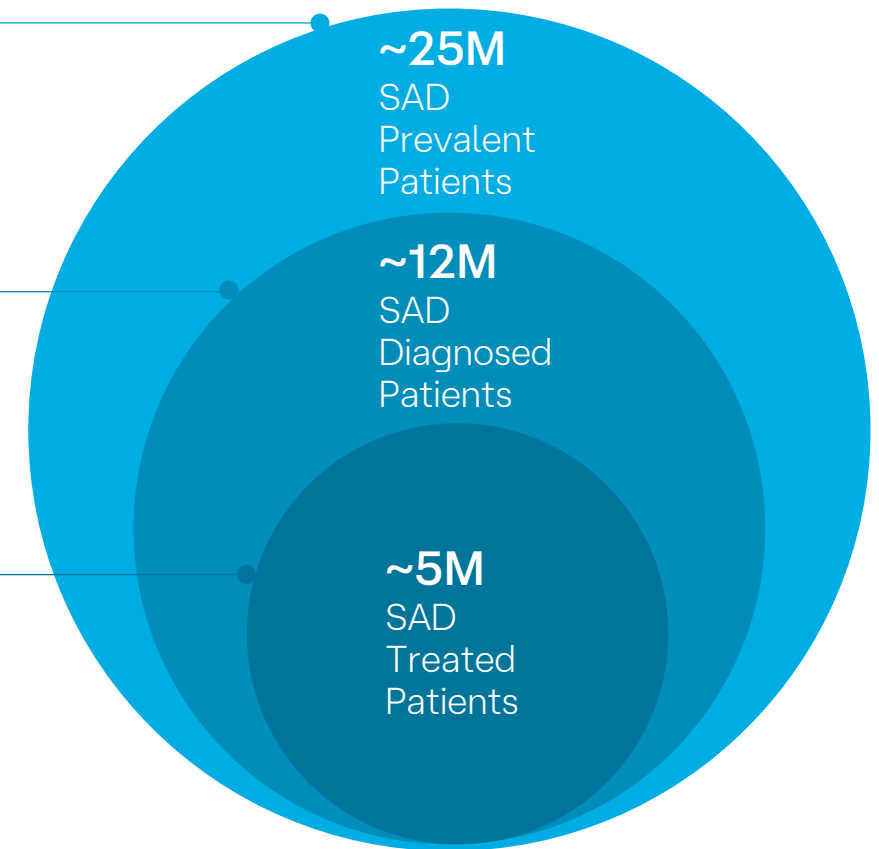 ~25M
SAD
Prevalent
Patients
~12M
SAD
Diagnosed
Patients
~5M
SAD
Treated
Patients